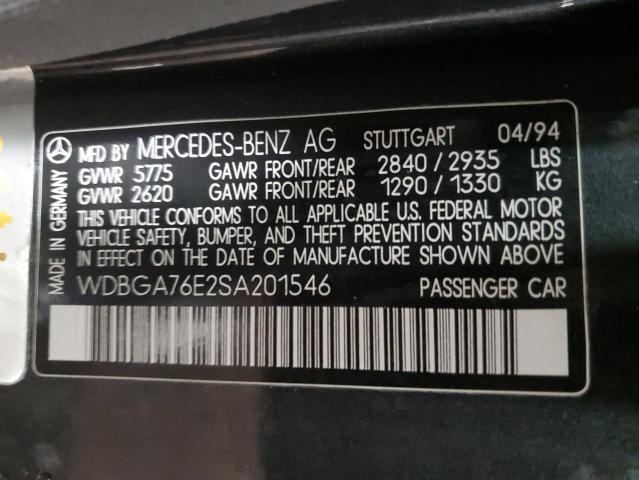 MFD BY MERCEDES-BENZ AG STUTTGART 04/94
GVWR 5775 GAWR FRONT/REAR 2840/2935 LBS
GVWR 2620 GAWR FRONT/REAR 1290/1330 KG
THIS VEHICLE CONFORMS TO ALL APPLICABLE U.S. FEDERAL MOTOR
VEHICLE SAFETY, BUMPER, AND THEFT PREVENTION STANDARDS
IN EFFECT ON THE DATE OF MANUFACTURE SHOWN ABOVE
WDBGA76E2SA201546 PASSENGER CAR
MADE IN GERMANY